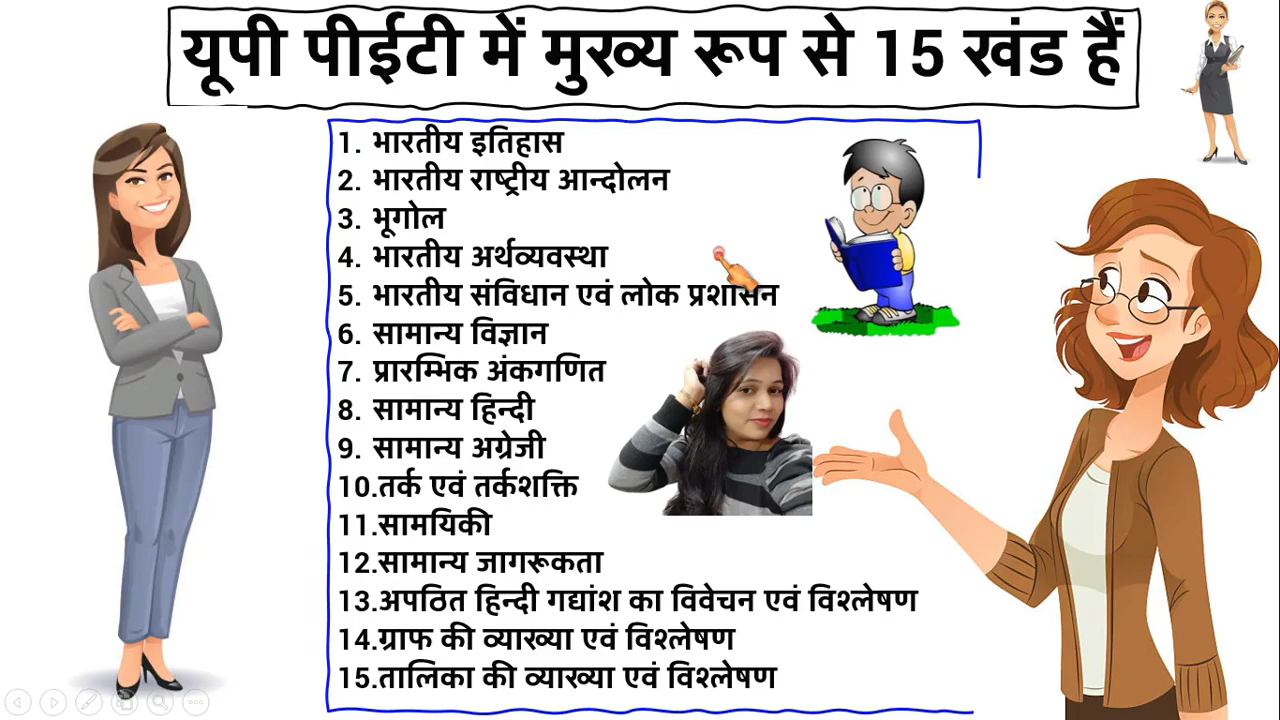 यूपी पीईटी में मुख्य रूप से 15 खंड हैं
1. भारतीय इतिहास
2. भारतीय राष्ट्रीय आन्दोलन
3. भूगोल
4. भारतीय अर्थव्यवस्था
5. भारतीय संविधान एवं लोक प्रशासन
6. सामान्य विज्ञान
7. प्रारम्भिक अंकगणित
8. सामान्य हिन्दी
9. सामान्य अग्रेजी
10.तर्क एवं तर्कशक्ति
11.सामयिकी
12.सामान्य जागरूकता
13.अपठित हिन्दी गद्यांश का विवेचन एवं विश्लेषण
14.ग्राफ की व्याख्या एवं विश्लेषण
15.तालिका की व्याख्या एवं विश्लेषण